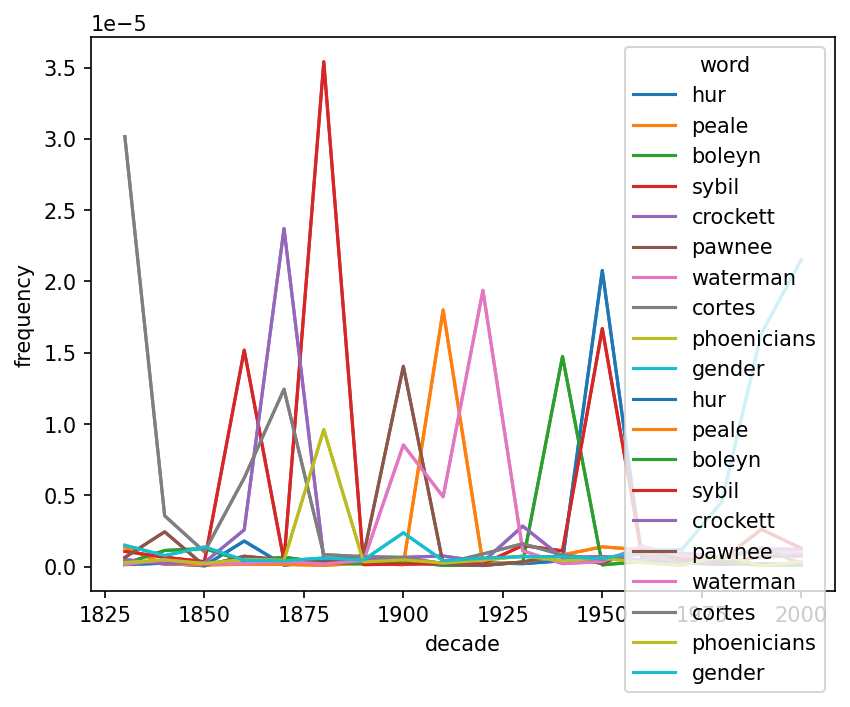 1e−5
3.5
3.0
2.5
2.0
1.5
1.0
0.5
0.0
frequency
1825 1850 1875 1900 1925 1950 1975 2000
decade
word
hur
peale
boleyn
sybil
crockett
pawnee
waterman
cortes
phoenicians
gender
hur
peale
boleyn
sybil
crockett
pawnee
waterman
cortes
phoenicians
gender